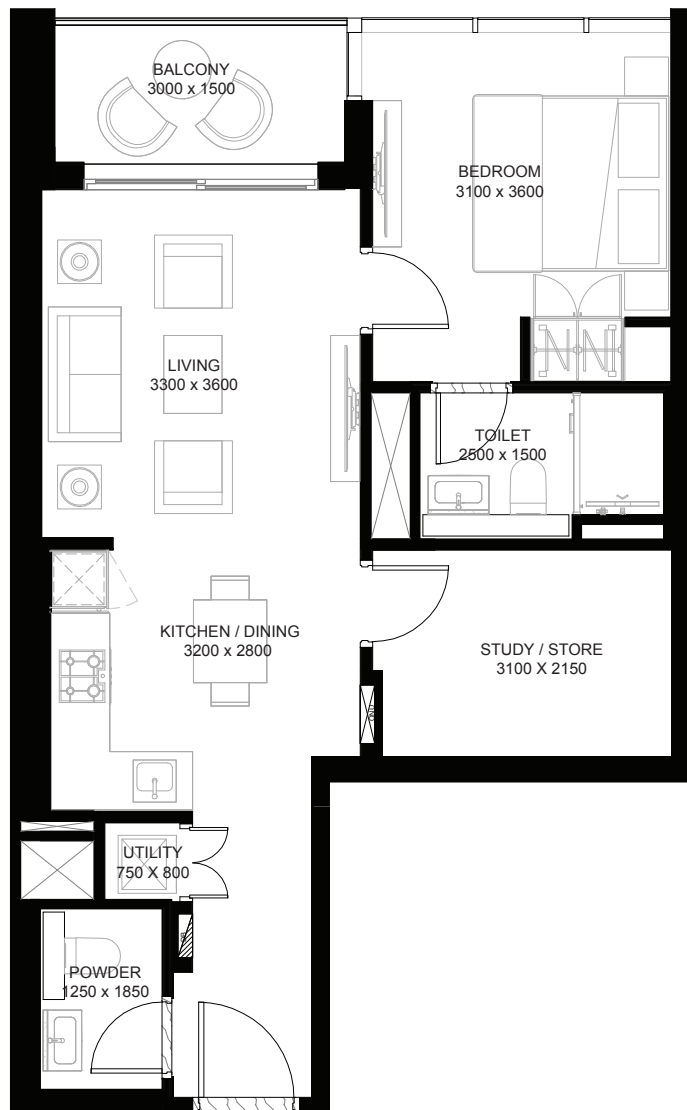 BALCONY
3000 x 1500
BEDROOM
3100 x 3600
LIVING
3300 x 3600
TOILET
2500 x 1500
KITCHEN / DINING
3200 x 2800
STUDY / STORE
3100 X 2150
UTILITY
750 X 800
POWDER
1250 x 1850